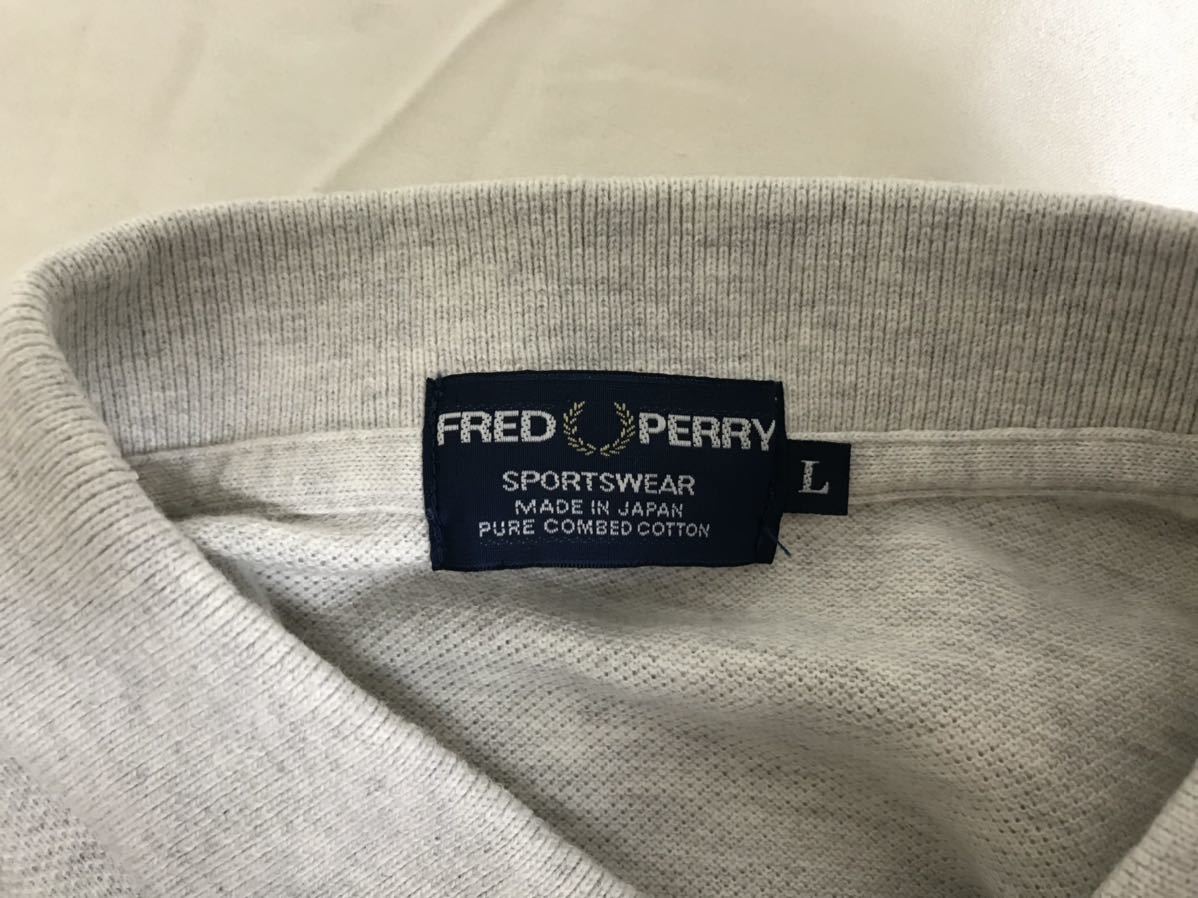 FRED PERRY
SPORTSWEAR
MADE IN JAPAN
PURE COMBED COTTON
L